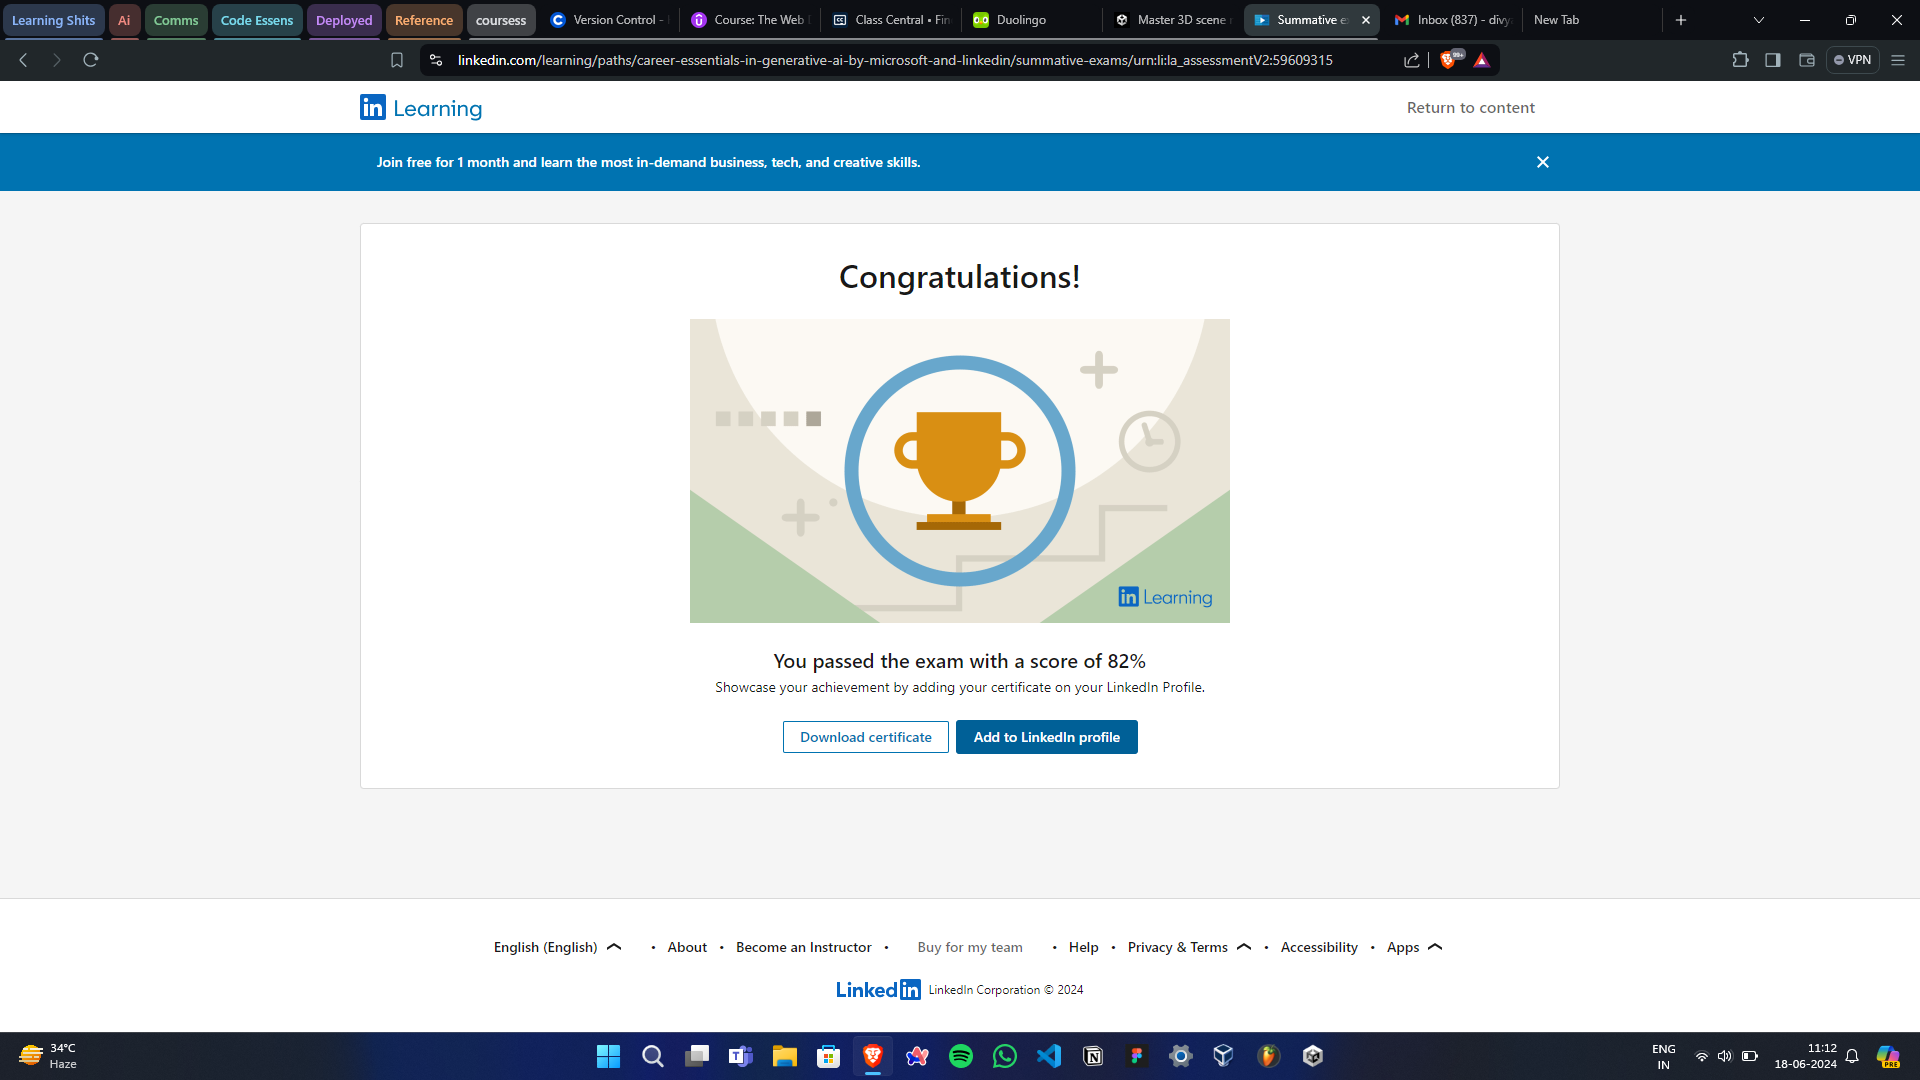 Learning Shits Ai Comms Code Essens Deployed Reference coursess Version Control - Course: The Web Class Central • Fin Duolingo Master 3D scene Summative e Inbox (837) - divy New Tab
linkedin.com/learning/paths/career-essentials-in-generative-ai-by-microsoft-and-linkedin/summative-exams/urn:li:la_assessmentV2:59609315 99+ VPN
in Learning Return to content
Join free for 1 month and learn the most in-demand business, tech, and creative skills.
Congratulations!
in Learning
You passed the exam with a score of 82%
Showcase your achievement by adding your certificate on your LinkedIn Profile.
Download certificate Add to LinkedIn profile
English (English) • About • Become an Instructor • Buy for my team • Help • Privacy & Terms • Accessibility • Apps
Linked in LinkedIn Corporation © 2024
34°C
Haze
ENG
IN
11:12
18-06-2024
PRE